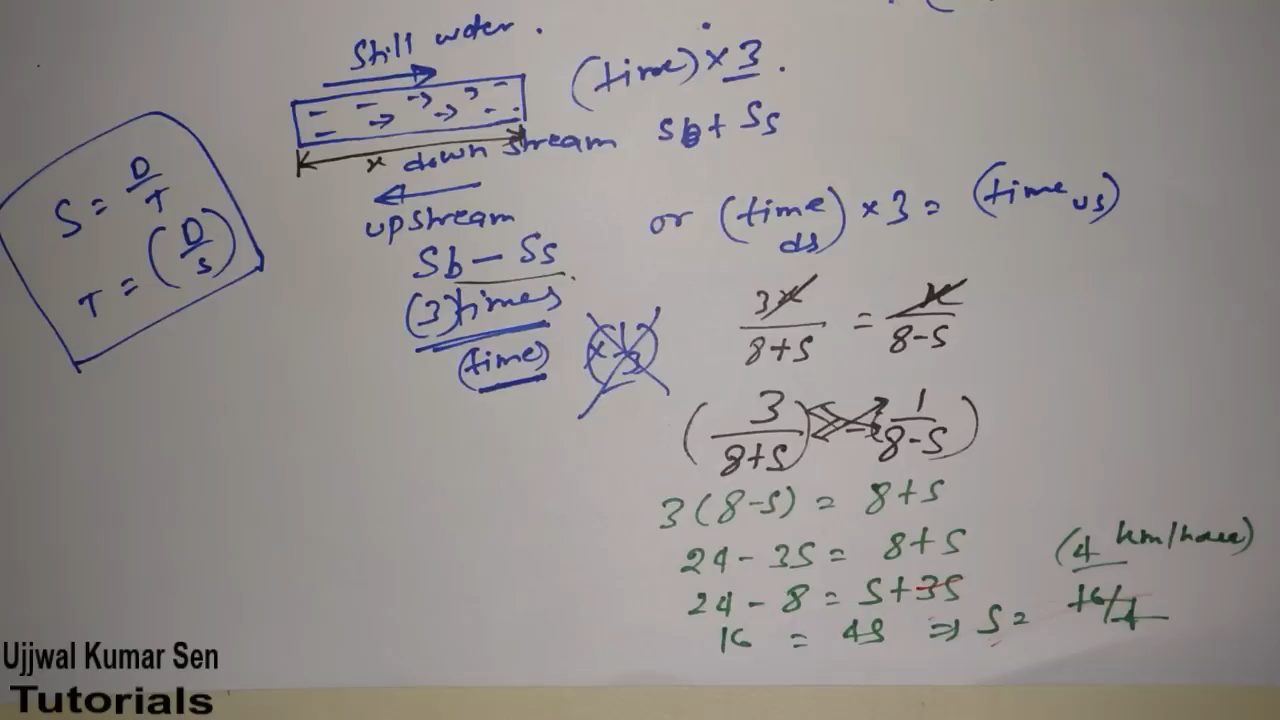 Still water.
(time) × 3.
x down stream Sb + Ss
upstream
Sb - Ss
(3) times
(time)
S = D/T
T = (D/S)
or (time ds) × 3 = (time us)
3x/8+S = x/8-S
(3/8+S) = (1/8-S)
3(8-S) = 8+S
24 - 3S = 8+S
24 - 8 = S+3S
16 = 4S ⇒ S = 16/4
(4 km/hour)
Ujjwal Kumar Sen
Tutorials